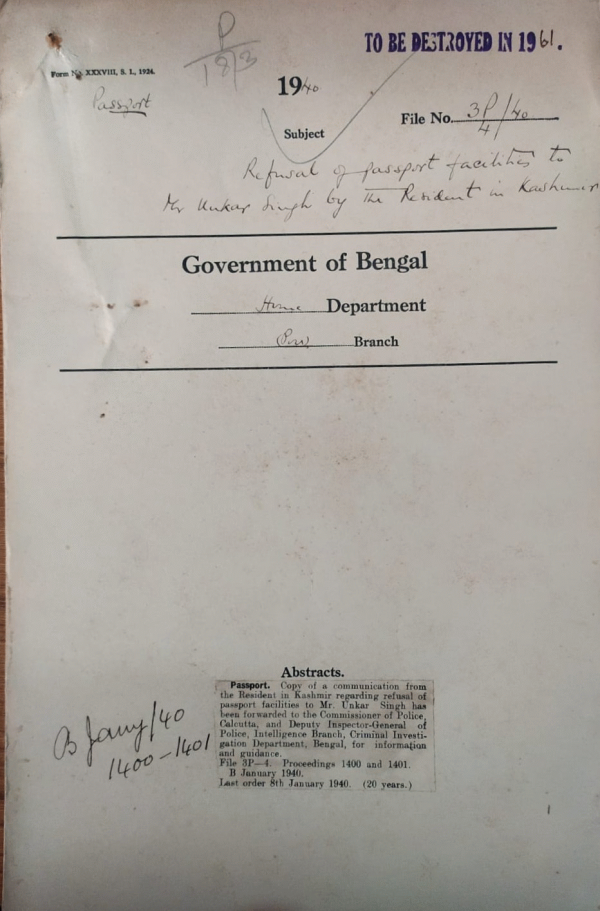 P
TO BE DESTROYED IN 1961.
Form No. XXXVIII, S. I., 1926.
1940
Passport
File No. 3P/4/40
Subject
Refusal of passport facilities to
Mr Unkar Singh by the Resident in Kashmir
Government of Bengal
Home Department
Branch
Abstracts.
Passport. Copy of a communication from
the Resident in Kashmir regarding refusal of
passport facilities to Mr. Unkar Singh has
been forwarded to the Commissioner of Police,
Calcutta, and Deputy Inspector-General of
Police, Intelligence Branch, Criminal Investi-
gation Department, Bengal, for information
and guidance.
File 3P—4. Proceedings 1400 and 1401.
B January 1940.
Last order 8th January 1940. (20 years.)
B Jany/40
1400-1401